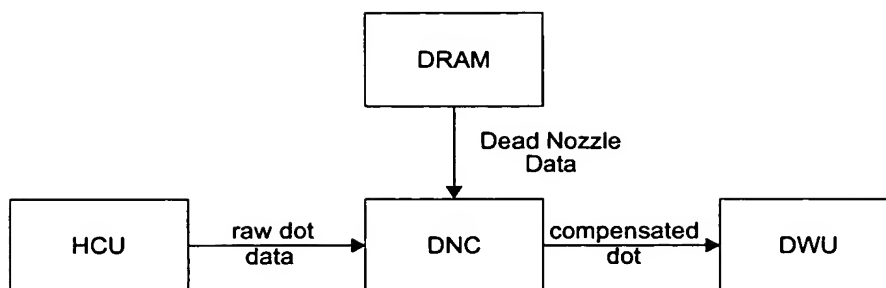 DRAM
Dead Nozzle
Data
HCU
raw dot
data
DNC
compensated
dot
DWU